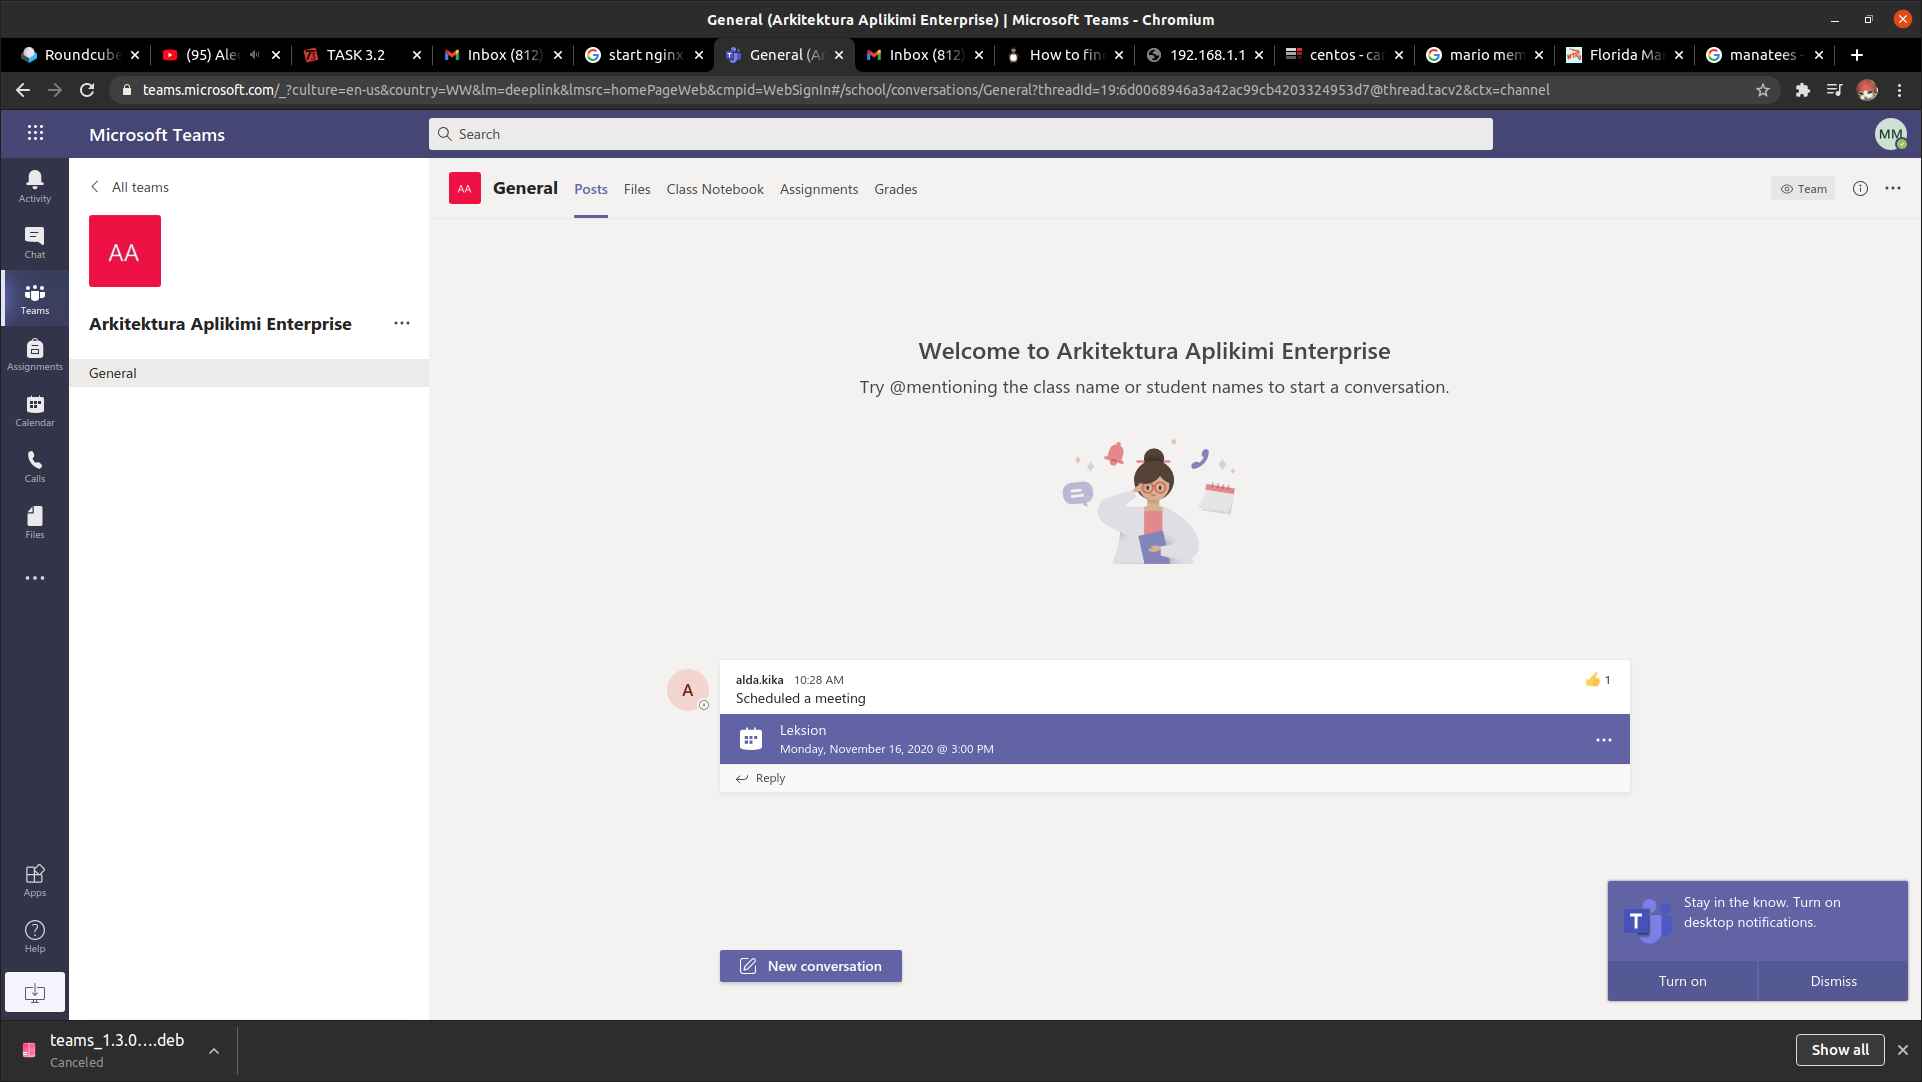 General (Arkitektura Aplikimi Enterprise) | Microsoft Teams - Chromium
Roundcube
(95) Ale
TASK 3.2
Inbox (812)
start nginx
General (A
Inbox (812)
How to fin
192.168.1.1
centos - ca
mario mem
Florida Ma
manatees -
teams.microsoft.com/_?culture=en-us&country=WW&lm=deeplink&lmsrc=homePageWeb&cmpid=WebSignIn#/school/conversations/General?threadId=19:6d0068946a3a42ac99cb4203324953d7@thread.tacv2&ctx=channel
Microsoft Teams
Search
MM
Activity
Chat
Teams
Assignments
Calendar
Calls
Files
Apps
Help
All teams
AA
Arkitektura Aplikimi Enterprise
General
AA General Posts Files Class Notebook Assignments Grades
Team
Welcome to Arkitektura Aplikimi Enterprise
Try @mentioning the class name or student names to start a conversation.
A
alda.kika 10:28 AM
1
Scheduled a meeting
Leksion
Monday, November 16, 2020 @ 3:00 PM
Reply
New conversation
T
Stay in the know. Turn on
desktop notifications.
Turn on
Dismiss
teams_1.3.0....deb
Canceled
Show all